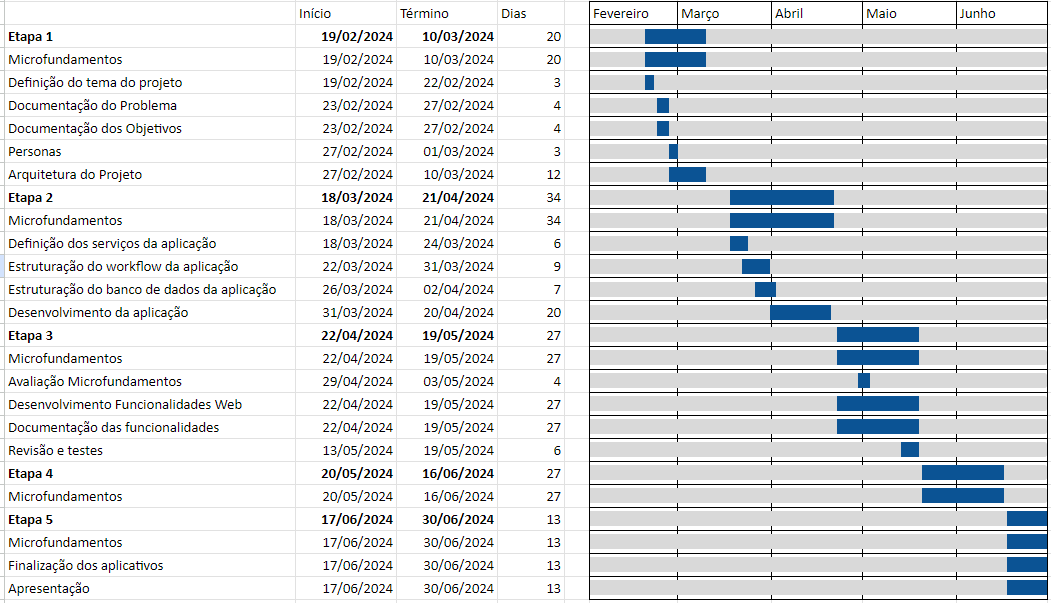 Início Término Dias Fevereiro Março Abril Maio Junho
Etapa 1 19/02/2024 10/03/2024 20
Microfundamentos 19/02/2024 10/03/2024 20
Definição do tema do projeto 19/02/2024 22/02/2024 3
Documentação do Problema 23/02/2024 27/02/2024 4
Documentação dos Objetivos 23/02/2024 27/02/2024 4
Personas 27/02/2024 01/03/2024 3
Arquitetura do Projeto 27/02/2024 10/03/2024 12
Etapa 2 18/03/2024 21/04/2024 34
Microfundamentos 18/03/2024 21/04/2024 34
Definição dos serviços da aplicação 18/03/2024 24/03/2024 6
Estruturação do workflow da aplicação 22/03/2024 31/03/2024 9
Estruturação do banco de dados da aplicação 26/03/2024 02/04/2024 7
Desenvolvimento da aplicação 31/03/2024 20/04/2024 20
Etapa 3 22/04/2024 19/05/2024 27
Microfundamentos 22/04/2024 19/05/2024 27
Avaliação Microfundamentos 29/04/2024 03/05/2024 4
Desenvolvimento Funcionalidades Web 22/04/2024 19/05/2024 27
Documentação das funcionalidades 22/04/2024 19/05/2024 27
Revisão e testes 13/05/2024 19/05/2024 6
Etapa 4 20/05/2024 16/06/2024 27
Microfundamentos 20/05/2024 16/06/2024 27
Etapa 5 17/06/2024 30/06/2024 13
Microfundamentos 17/06/2024 30/06/2024 13
Finalização dos aplicativos 17/06/2024 30/06/2024 13
Apresentação 17/06/2024 30/06/2024 13